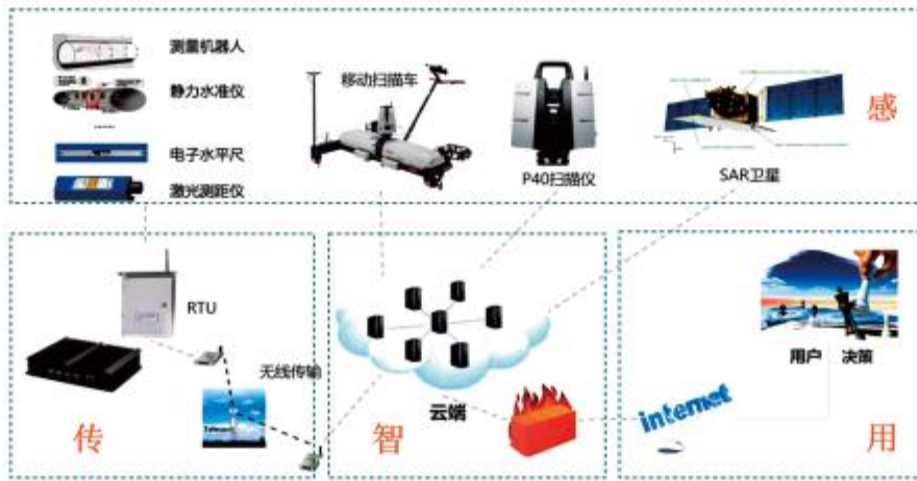 测量机器人
静力水准仪
......
电子水平尺
激光测距仪
移动扫描车
P40扫描仪
SAR卫星
感
RTU
无线传输
传
云端
智
internet
用户 决策
用